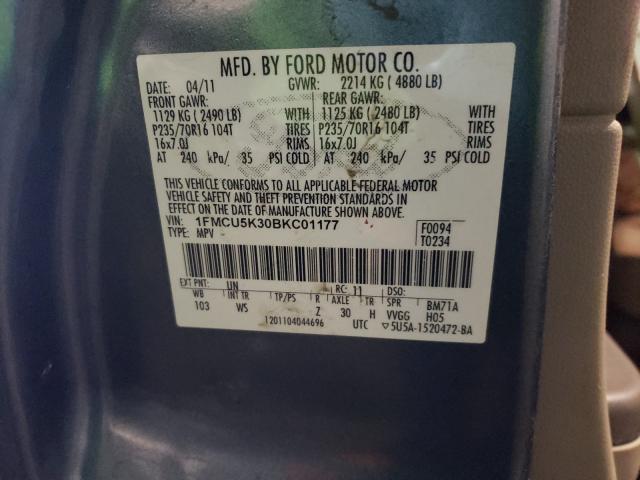 MFD. BY FORD MOTOR CO.
DATE: 04/11 GVWR: 2214 KG ( 4880 LB)
FRONT GAWR: REAR GAWR:
1129 KG ( 2490 LB) WITH 1125 KG ( 2480 LB) WITH
P235/70R16 104T TIRES P235/70R16 104T TIRES
16x7.0J RIMS 16x7.0J RIMS
AT 240 kPa/ 35 PSI COLD AT 240 kPa/ 35 PSI COLD
THIS VEHICLE CONFORMS TO ALL APPLICABLE FEDERAL MOTOR
VEHICLE SAFETY AND THEFT PREVENTION STANDARDS IN
EFFECT ON THE DATE OF MANUFACTURE SHOWN ABOVE.
VIN: 1FMCU5K30BKC01177 F0094
TYPE: MPV T0234
EXT PNT: UN RC: 11 DSO:
WB INT TR TP/PS R AXLE TR SPR BM71A
103 WS Z 30 H VVGG H05
1201104044696 UTC ▽5U5A-1520472-BA